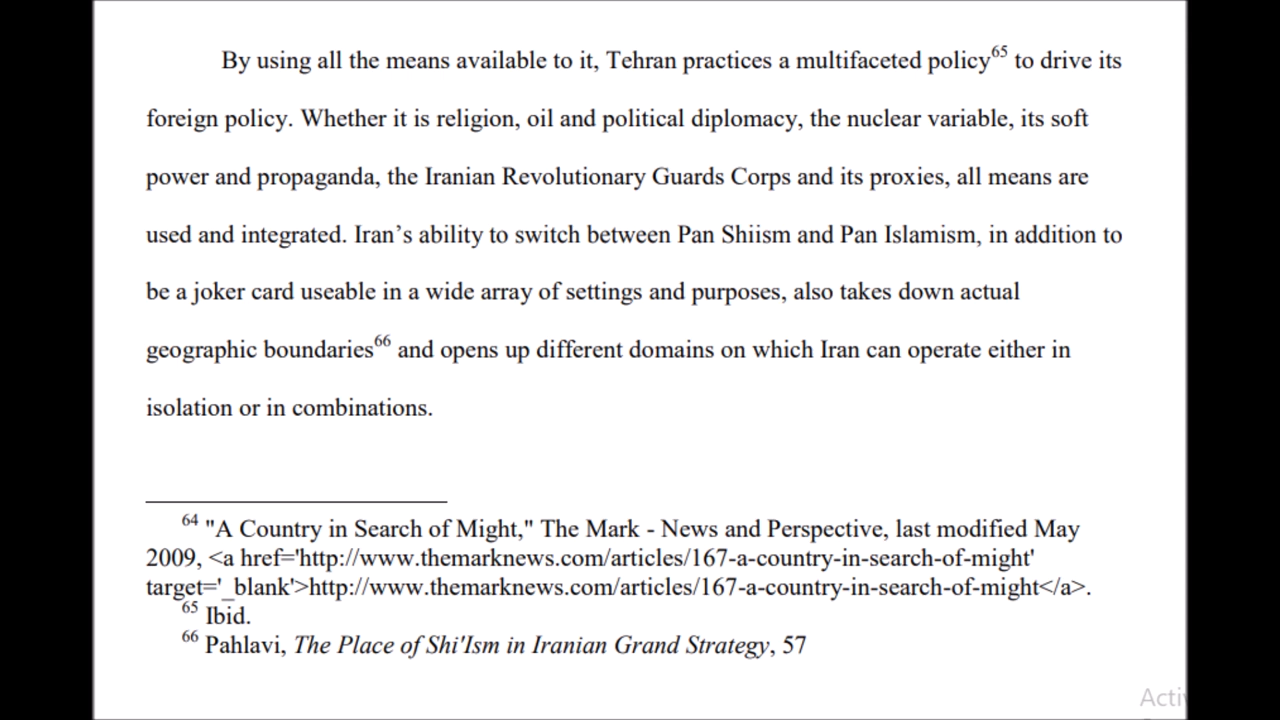 By using all the means available to it, Tehran practices a multifaceted policy65 to drive its
foreign policy. Whether it is religion, oil and political diplomacy, the nuclear variable, its soft
power and propaganda, the Iranian Revolutionary Guards Corps and its proxies, all means are
used and integrated. Iran’s ability to switch between Pan Shiism and Pan Islamism, in addition to
be a joker card useable in a wide array of settings and purposes, also takes down actual
geographic boundaries66 and opens up different domains on which Iran can operate either in
isolation or in combinations.
64 "A Country in Search of Might," The Mark - News and Perspective, last modified May
2009, <a href='http://www.themarknews.com/articles/167-a-country-in-search-of-might'
target='_blank'>http://www.themarknews.com/articles/167-a-country-in-search-of-might</a>.
65 Ibid.
66 Pahlavi, The Place of Shi'Ism in Iranian Grand Strategy, 57